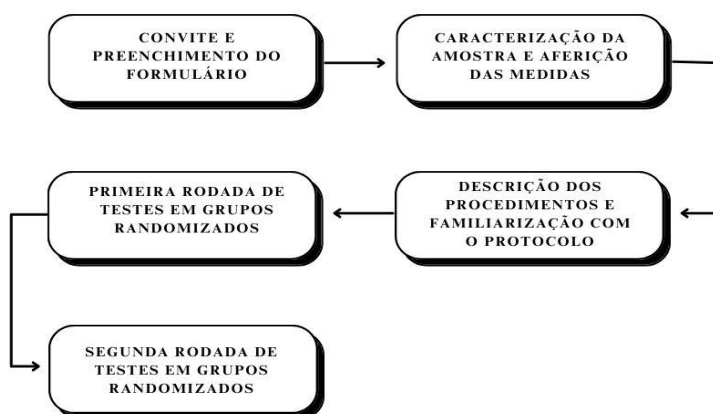 CONVITE E
PREENCHIMENTO DO
FORMULÁRIO
CARACTERIZAÇÃO DA
AMOSTRA E AFERIÇÃO
DAS MEDIDAS
DESCRIÇÃO DOS
PROCEDIMENTOS E
FAMILIARIZAÇÃO COM
O PROTOCOLO
PRIMEIRA RODADA DE
TESTES EM GRUPOS
RANDOMIZADOS
SEGUNDA RODADA DE
TESTES EM GRUPOS
RANDOMIZADOS